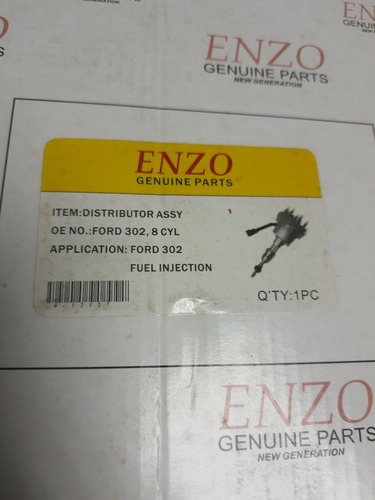 ENZO
GENUINE PARTS
NEW GENERATION
ENZO
GENUINE PARTS
ITEM:DISTRIBUTOR ASSY
OE NO.:FORD 302, 8 CYL
APPLICATION: FORD 302
FUEL INJECTION
Q'TY:1PC
ENZO
GENUINE PARTS
NEW GENERATION